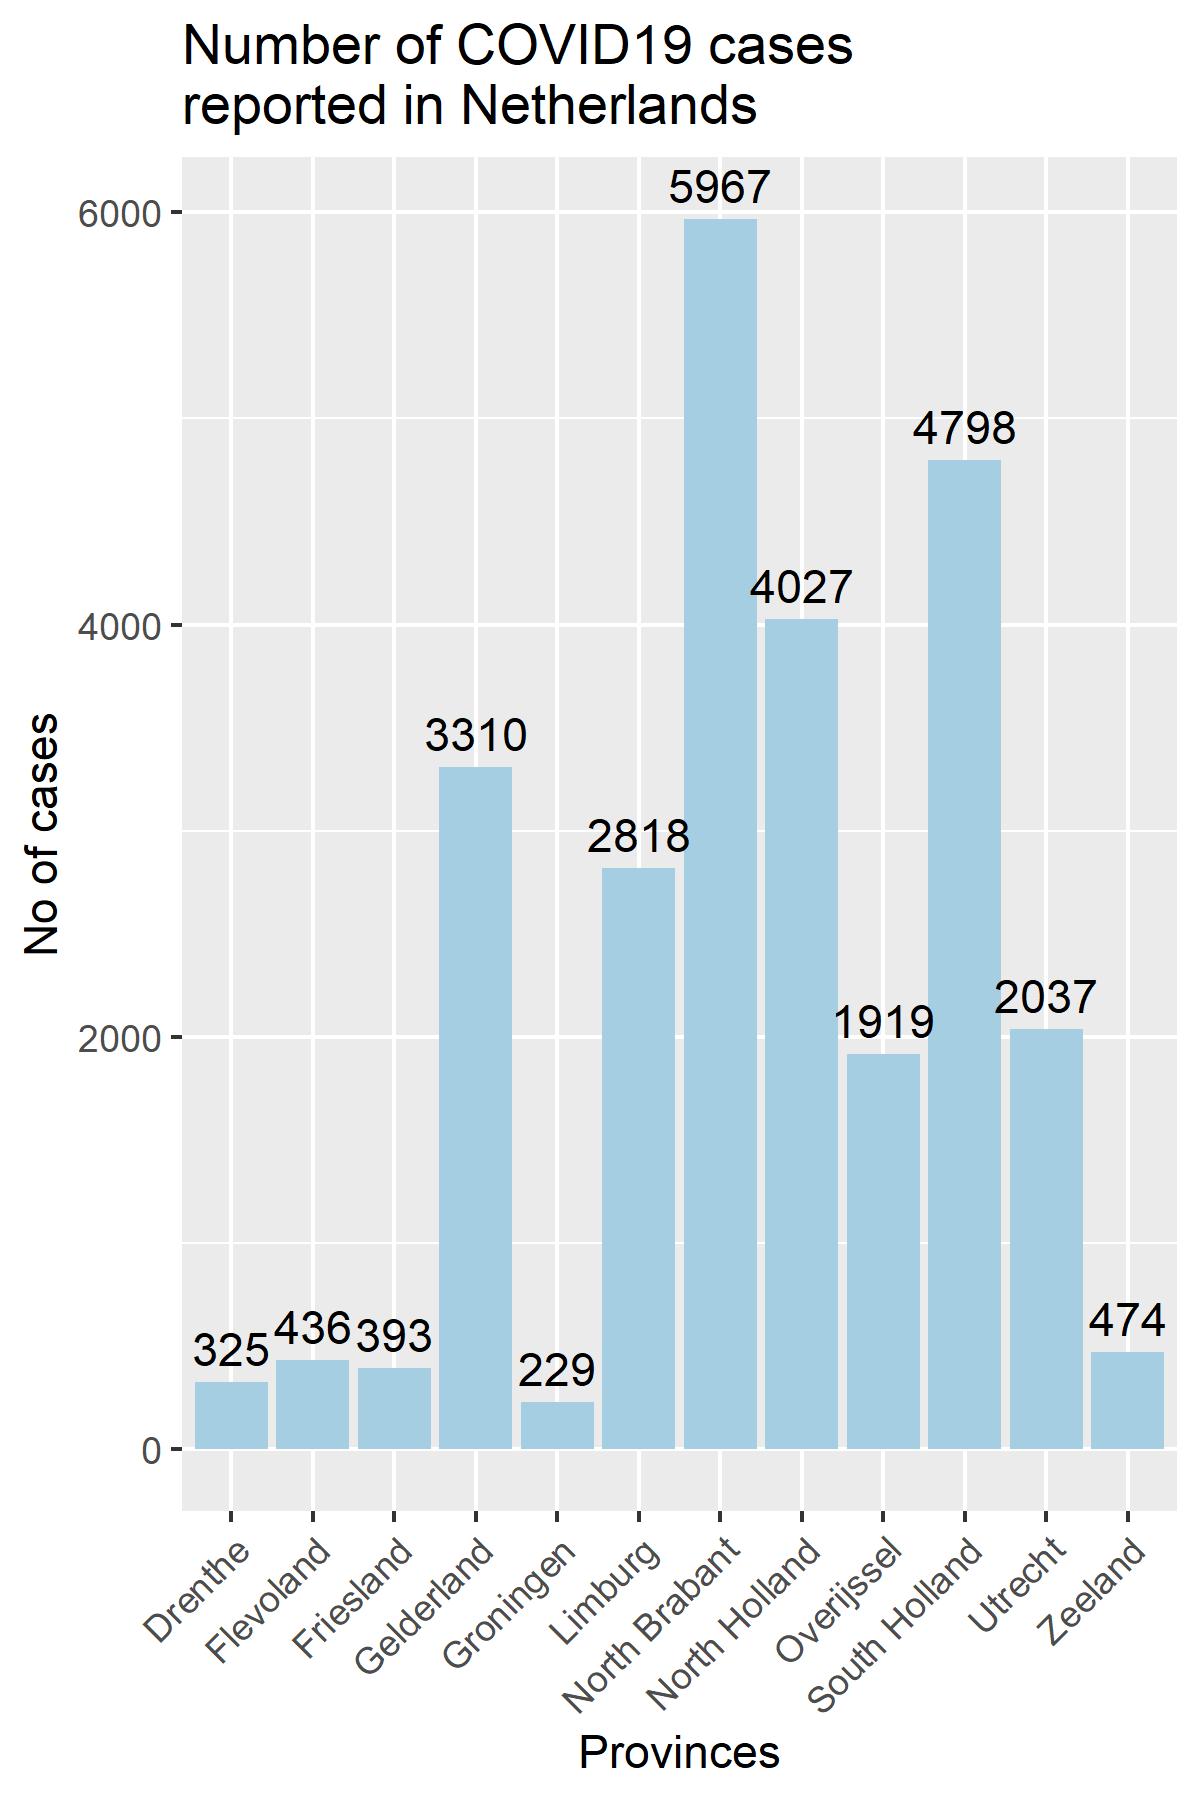 Number of COVID19 cases
reported in Netherlands
No of cases
6000
4000
2000
0
325
436
393
3310
229
2818
5967
4027
1919
4798
2037
474
Drenthe
Flevoland
Friesland
Gelderland
Groningen
Limburg
North Brabant
North Holland
Overijssel
South Holland
Utrecht
Zeeland
Provinces